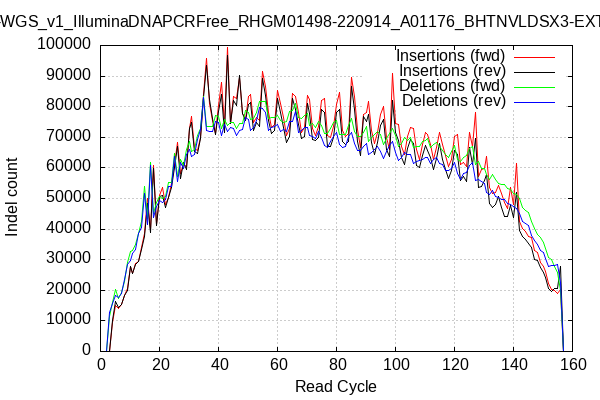 -WGS_v1_IlluminaDNAPCRFree_RHGM01498-220914_A01176_BHTNVLDSX3-EXT
Insertions (fwd)
Insertions (rev)
Deletions (fwd)
Deletions (rev)
100000
90000
80000
70000
60000
50000
40000
30000
20000
10000
0
Indel count
0 20 40 60 80 100 120 140 160
Read Cycle